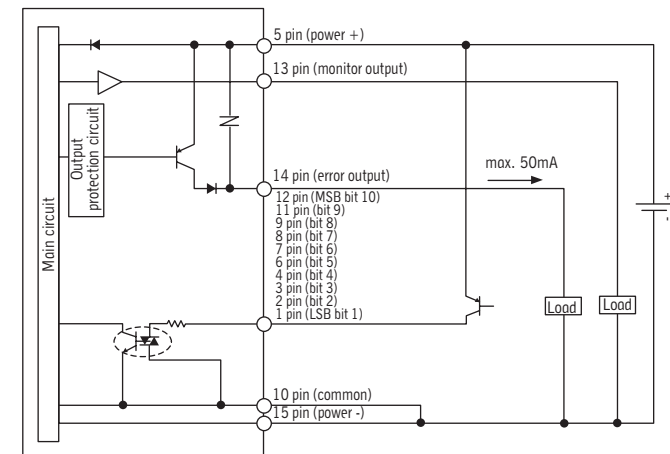 5 pin (power +)
13 pin (monitor output)
Output
protection circuit
Main circuit
14 pin (error output)
max. 50mA
12 pin (MSB bit 10)
11 pin (bit 9)
9 pin (bit 8)
8 pin (bit 7)
7 pin (bit 6)
6 pin (bit 5)
4 pin (bit 4)
3 pin (bit 3)
2 pin (bit 2)
1 pin (LSB bit 1)
+
-
Load
Load
10 pin (common)
15 pin (power -)